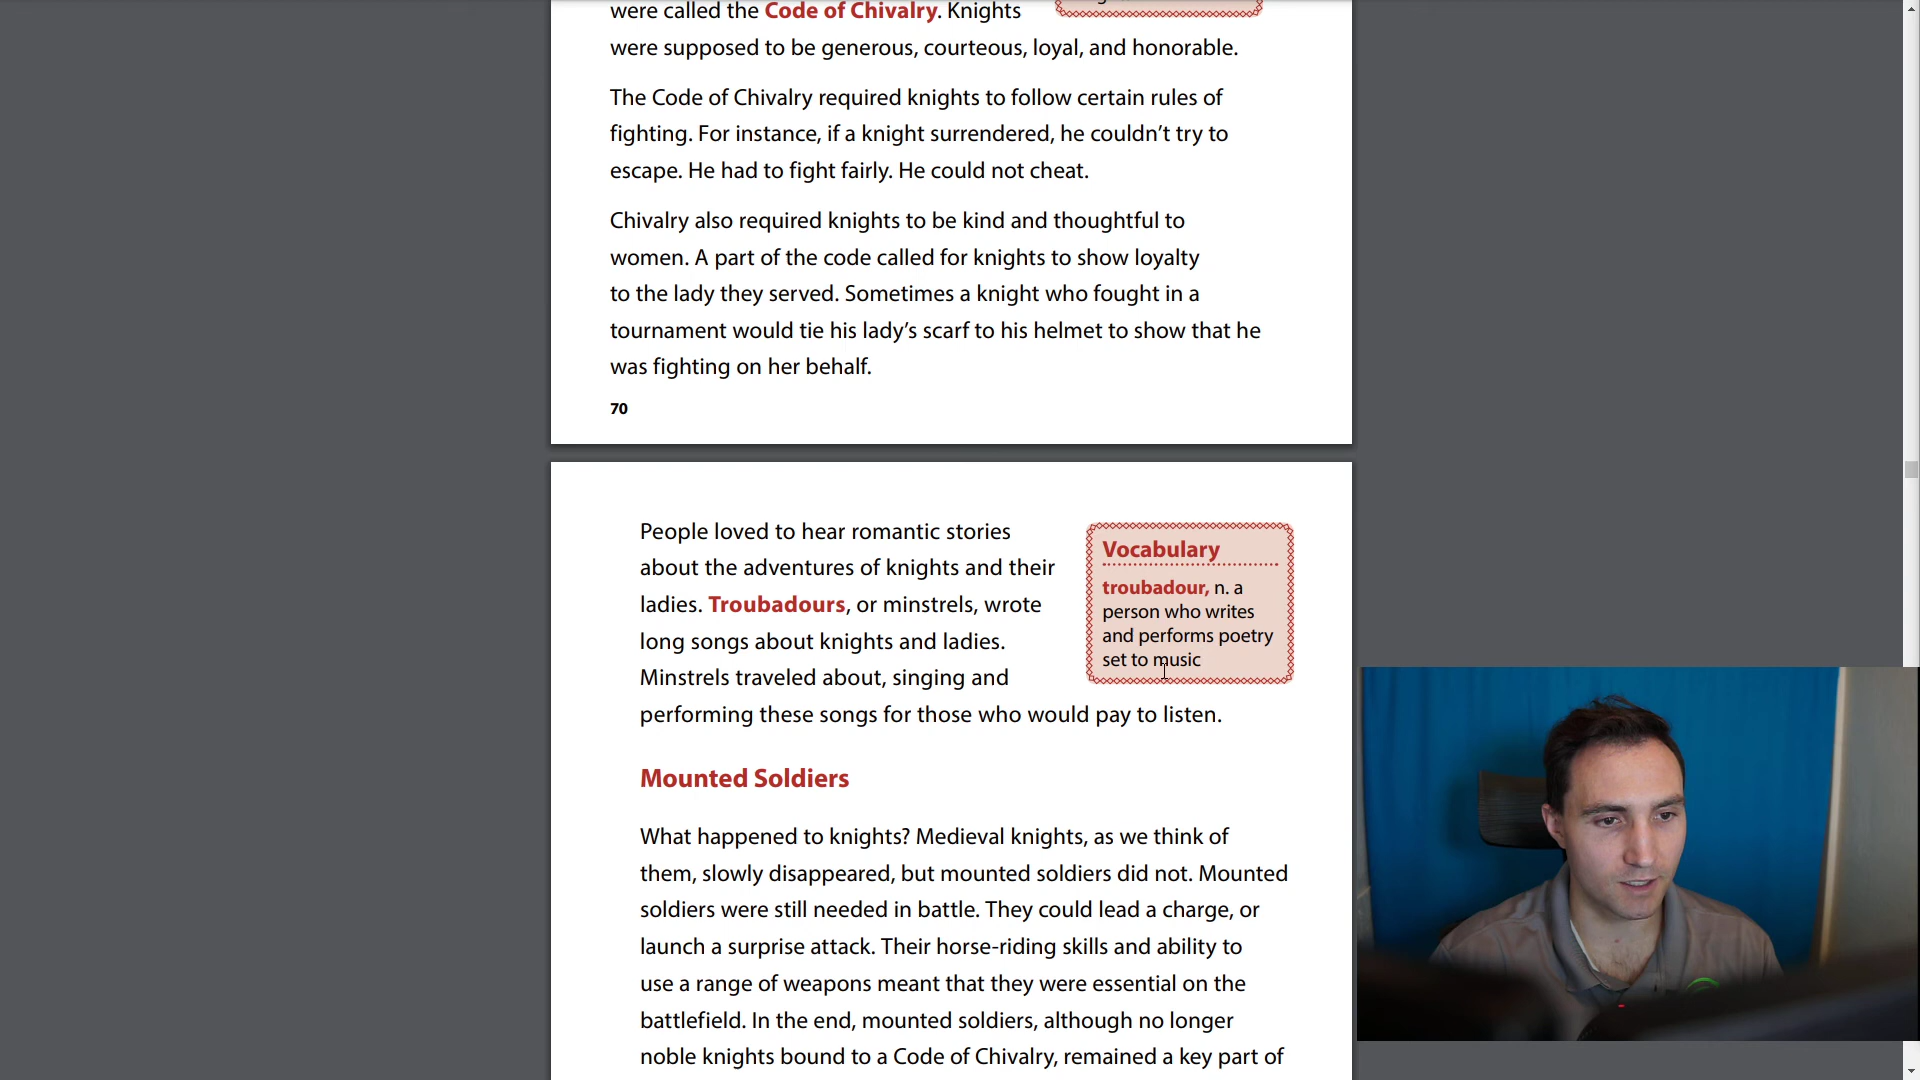 were called the Code of Chivalry. Knights
were supposed to be generous, courteous, loyal, and honorable.
The Code of Chivalry required knights to follow certain rules of
fighting. For instance, if a knight surrendered, he couldn’t try to
escape. He had to fight fairly. He could not cheat.
Chivalry also required knights to be kind and thoughtful to
women. A part of the code called for knights to show loyalty
to the lady they served. Sometimes a knight who fought in a
tournament would tie his lady’s scarf to his helmet to show that he
was fighting on her behalf.
70
People loved to hear romantic stories
about the adventures of knights and their
ladies. Troubadours, or minstrels, wrote
long songs about knights and ladies.
Minstrels traveled about, singing and
performing these songs for those who would pay to listen.
Vocabulary
troubadour, n. a
person who writes
and performs poetry
set to music
Mounted Soldiers
What happened to knights? Medieval knights, as we think of
them, slowly disappeared, but mounted soldiers did not. Mounted
soldiers were still needed in battle. They could lead a charge, or
launch a surprise attack. Their horse-riding skills and ability to
use a range of weapons meant that they were essential on the
battlefield. In the end, mounted soldiers, although no longer
noble knights bound to a Code of Chivalry, remained a key part of